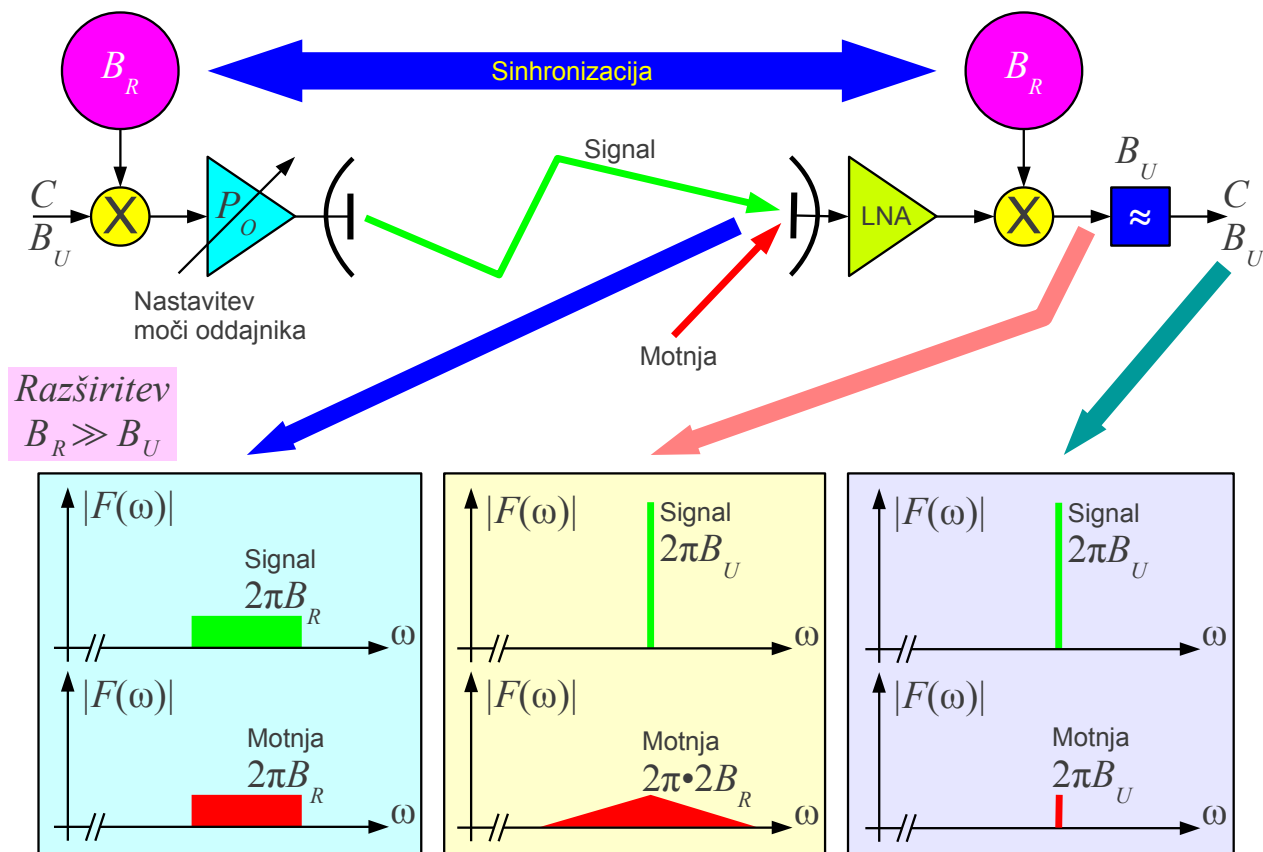 B_R
Sinhronizacija
B_R
C
B_U
X
P_O
Signal
LNA
X
B_U
≈
C
B_U
Nastavitev
moči oddajnika
Motnja
Razširitev
B_R ≫ B_U
|F(ω)|
Signal
2πB_R
ω
|F(ω)|
Motnja
2πB_R
ω
|F(ω)|
Signal
2πB_U
ω
|F(ω)|
Motnja
2π•2B_R
ω
|F(ω)|
Signal
2πB_U
ω
|F(ω)|
Motnja
2πB_U
ω